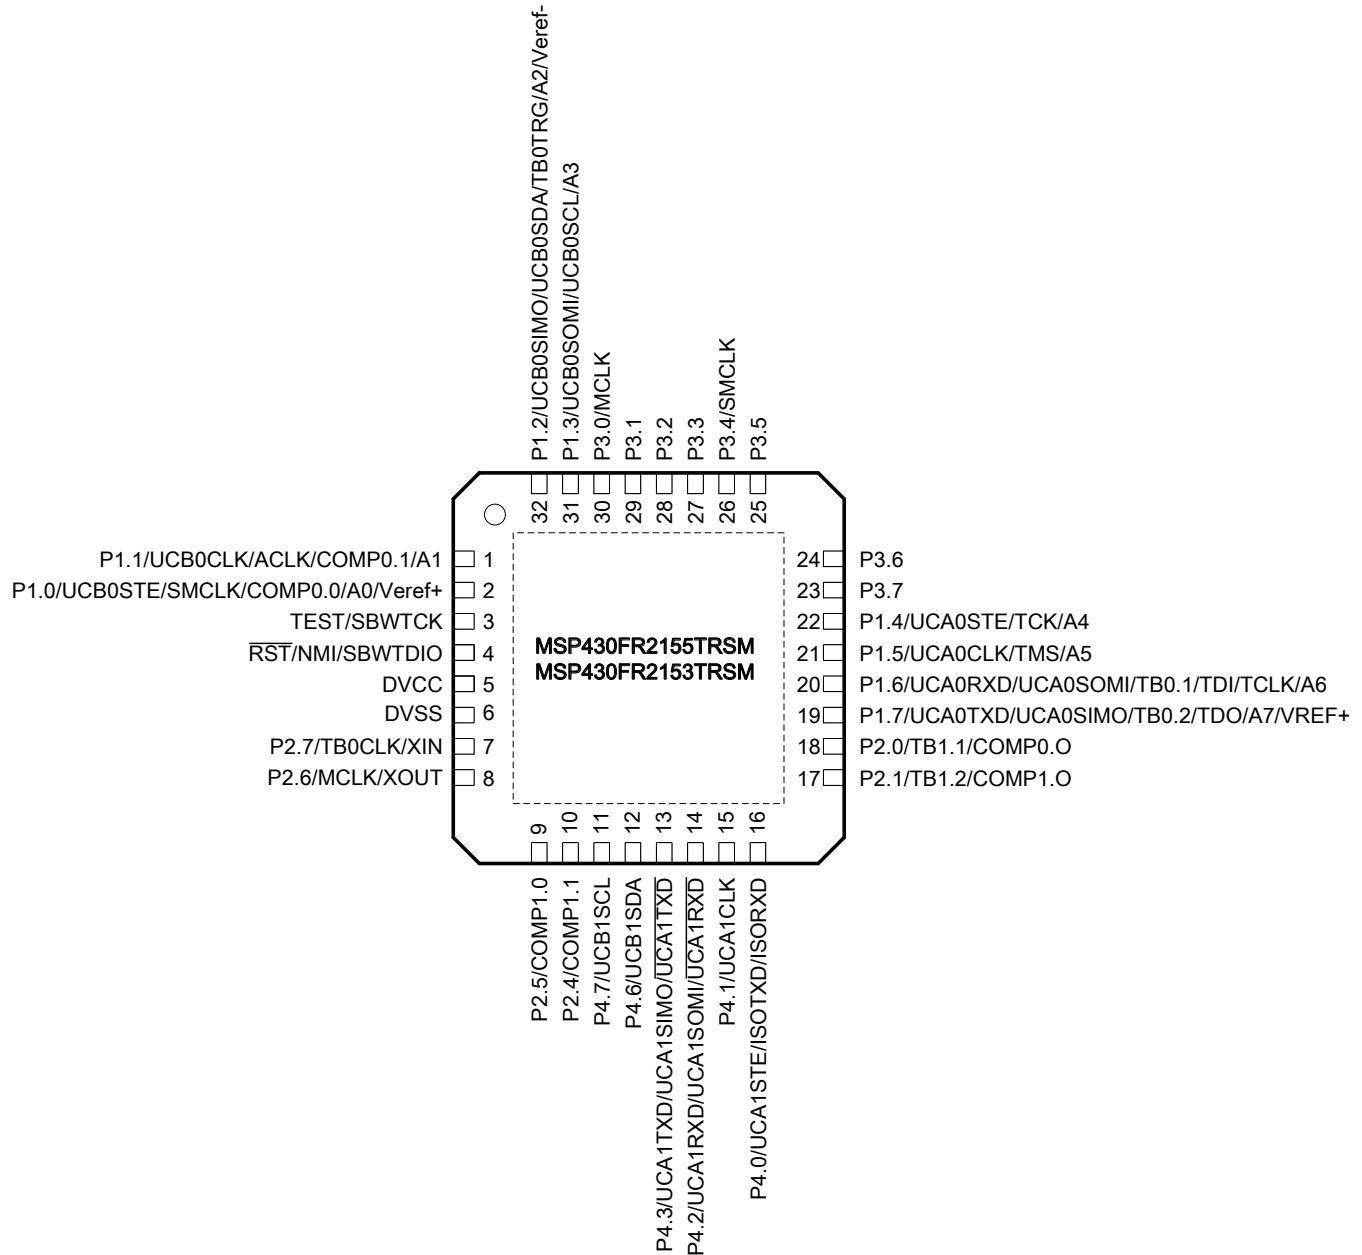 P1.2/UCB0SIMO/UCB0SDA/TB0TRG/A2/Veref-
P1.3/UCB0SOMI/UCB0SCL/A3
P3.0/MCLK
P3.1
P3.2
P3.3
P3.4/SMCLK
P3.5
32
31
30
29
28
27
26
25
P1.1/UCB0CLK/ACLK/COMP0.1/A1 1
P1.0/UCB0STE/SMCLK/COMP0.0/A0/Veref+ 2
TEST/SBWTCK 3
R̅S̅T̅/NMI/SBWTDIO 4
DVCC 5
DVSS 6
P2.7/TB0CLK/XIN 7
P2.6/MCLK/XOUT 8
MSP430FR2155TRSM
MSP430FR2153TRSM
24 P3.6
23 P3.7
22 P1.4/UCA0STE/TCK/A4
21 P1.5/UCA0CLK/TMS/A5
20 P1.6/UCA0RXD/UCA0SOMI/TB0.1/TDI/TCLK/A6
19 P1.7/UCA0TXD/UCA0SIMO/TB0.2/TDO/A7/VREF+
18 P2.0/TB1.1/COMP0.O
17 P2.1/TB1.2/COMP1.O
9
10
11
12
13
14
15
16
P2.5/COMP1.0
P2.4/COMP1.1
P4.7/UCB1SCL
P4.6/UCB1SDA
P4.3/UCA1TXD/UCA1SIMO/U̅C̅A̅1̅T̅X̅D̅
P4.2/UCA1RXD/UCA1SOMI/U̅C̅A̅1̅R̅X̅D̅
P4.1/UCA1CLK
P4.0/UCA1STE/ISOTXD/ISORXD